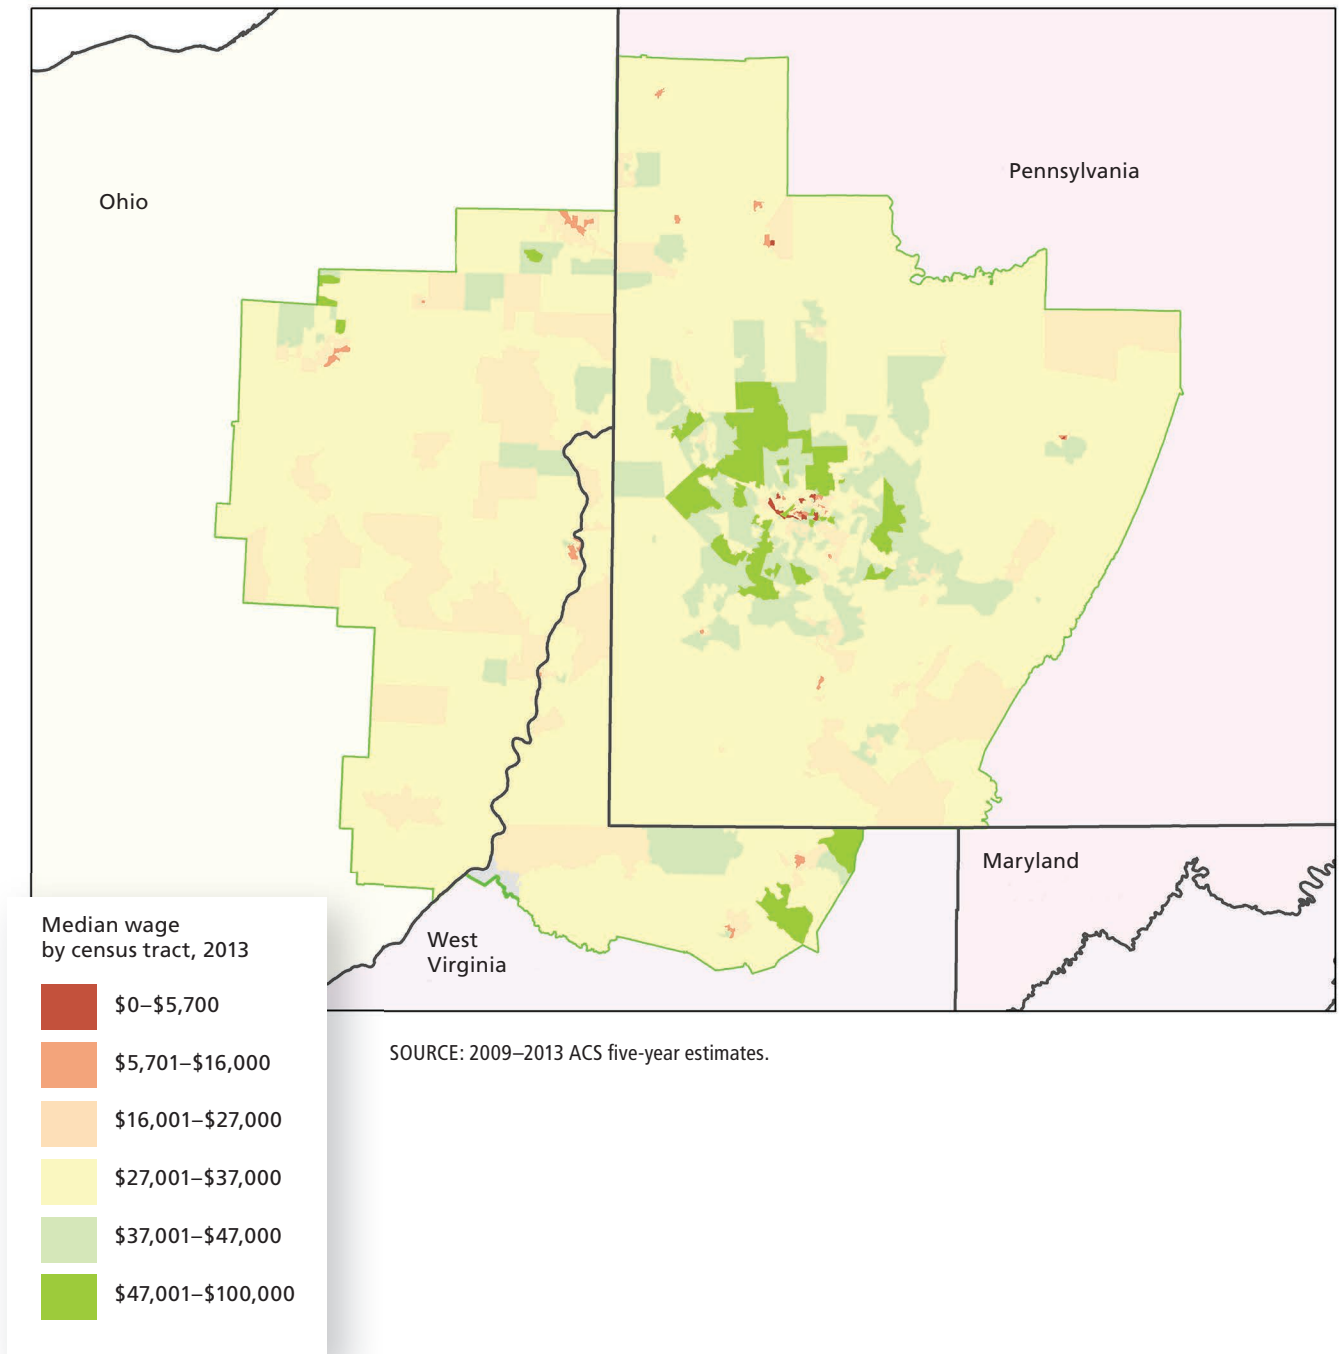 Ohio
Pennsylvania
Maryland
West
Virginia
Median wage
by census tract, 2013
$0–$5,700
$5,701–$16,000
$16,001–$27,000
$27,001–$37,000
$37,001–$47,000
$47,001–$100,000
SOURCE: 2009–2013 ACS five-year estimates.